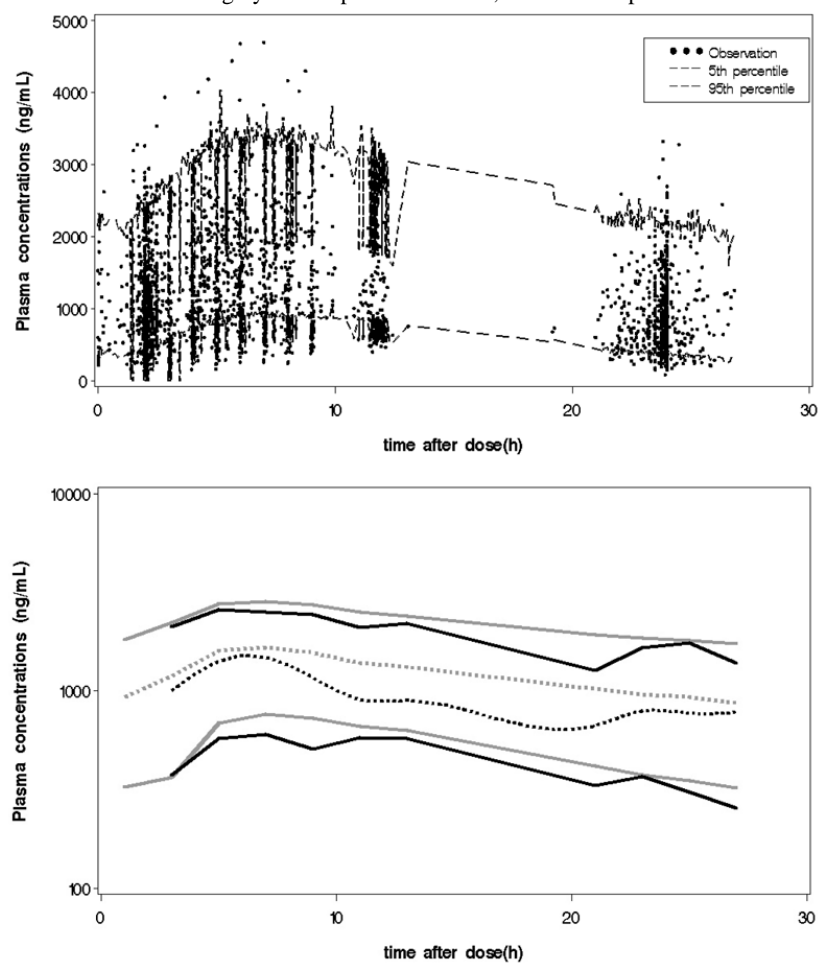 5000
4000
3000
2000
1000
0
Plasma concentrations (ng/mL)
Observation
5th percentile
95th percentile
0
10
20
30
time after dose(h)
10000
1000
100
Plasma concentrations (ng/mL)
0
10
20
30
time after dose(h)